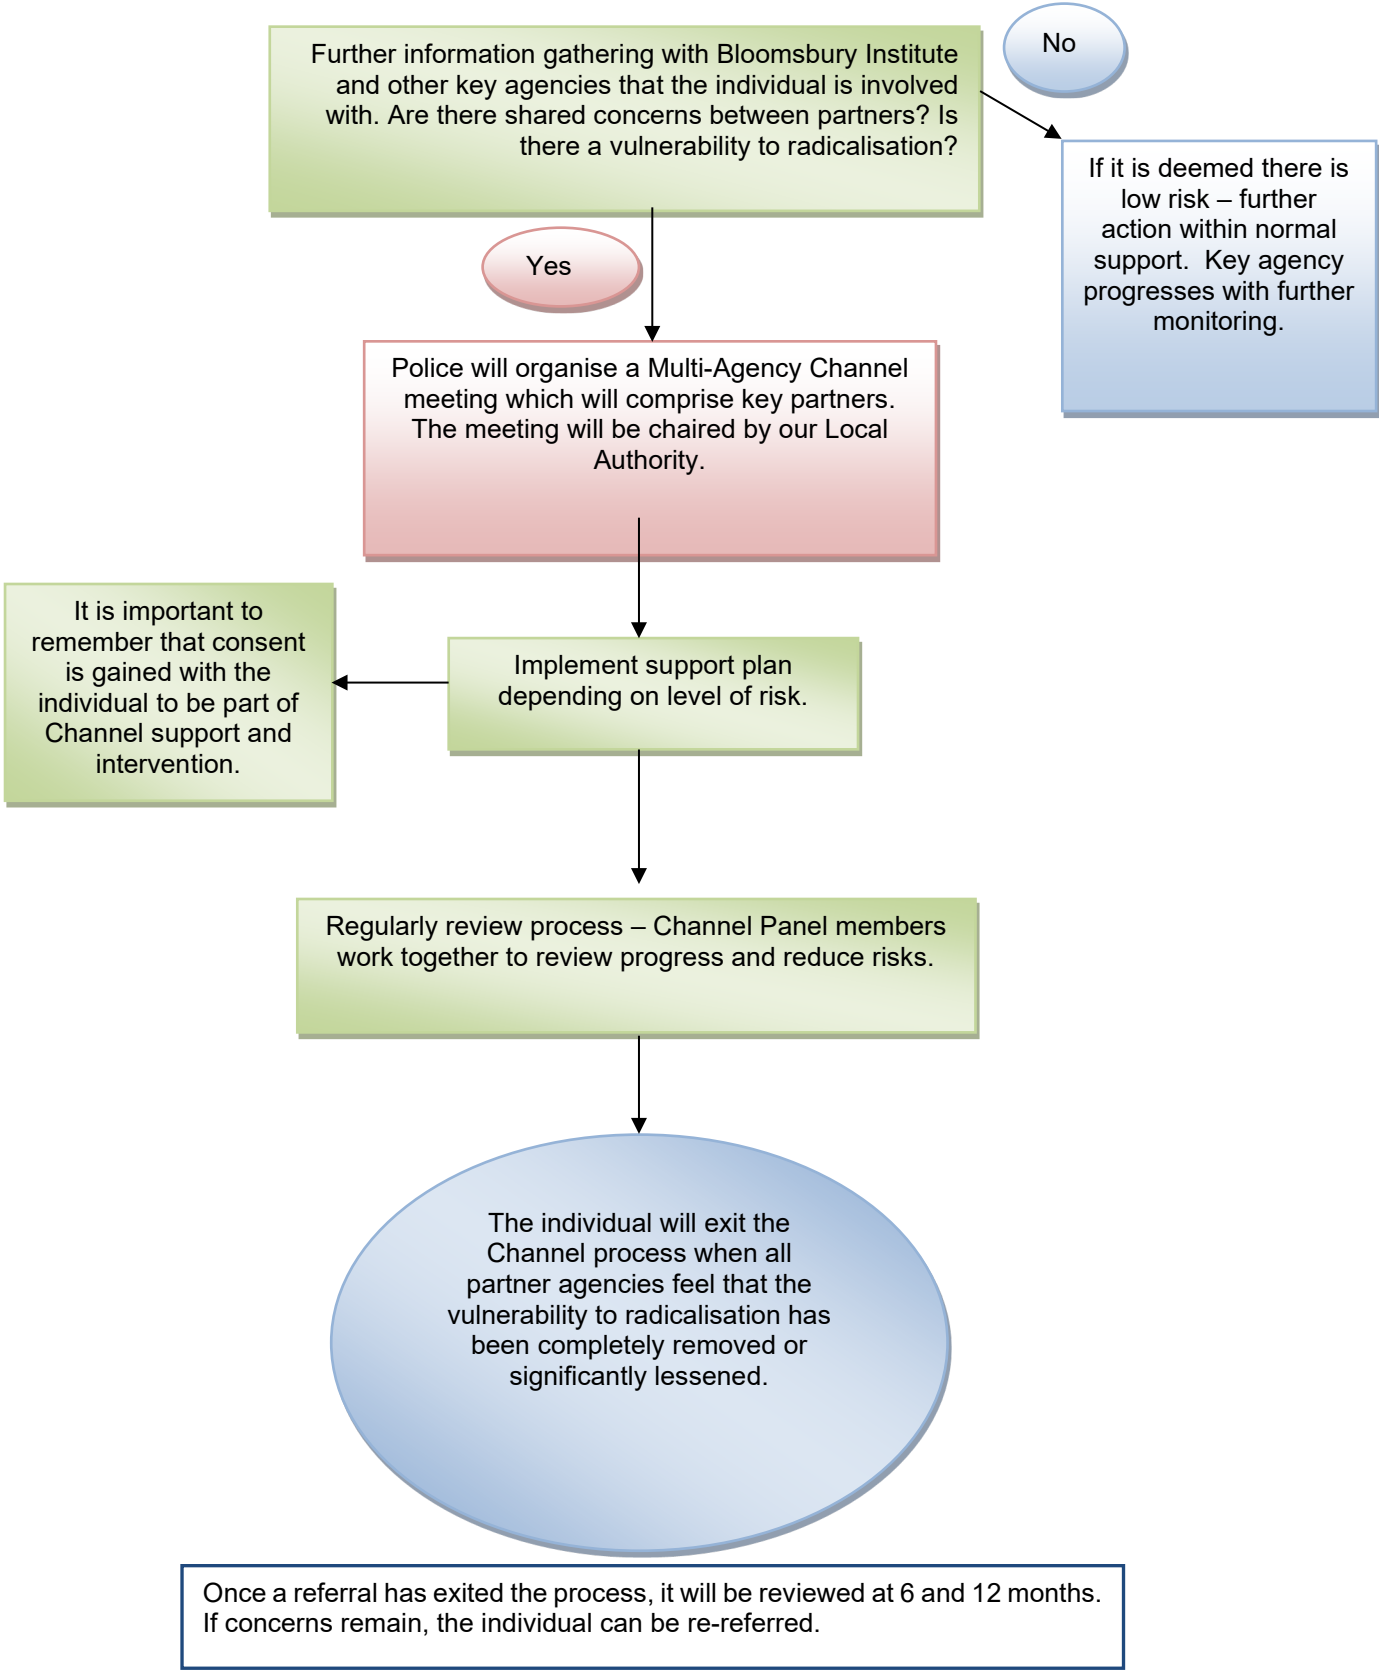 Further information gathering with Bloomsbury Institute
and other key agencies that the individual is involved
with. Are there shared concerns between partners? Is
there a vulnerability to radicalisation?
No
If it is deemed there is
low risk – further
action within normal
support.  Key agency
progresses with further
monitoring.
Yes
Police will organise a Multi-Agency Channel
meeting which will comprise key partners.
The meeting will be chaired by our Local
Authority.
It is important to
remember that consent
is gained with the
individual to be part of
Channel support and
intervention.
Implement support plan
depending on level of risk.
Regularly review process – Channel Panel members
work together to review progress and reduce risks.
The individual will exit the
Channel process when all
partner agencies feel that the
vulnerability to radicalisation has
been completely removed or
significantly lessened.
Once a referral has exited the process, it will be reviewed at 6 and 12 months.
If concerns remain, the individual can be re-referred.